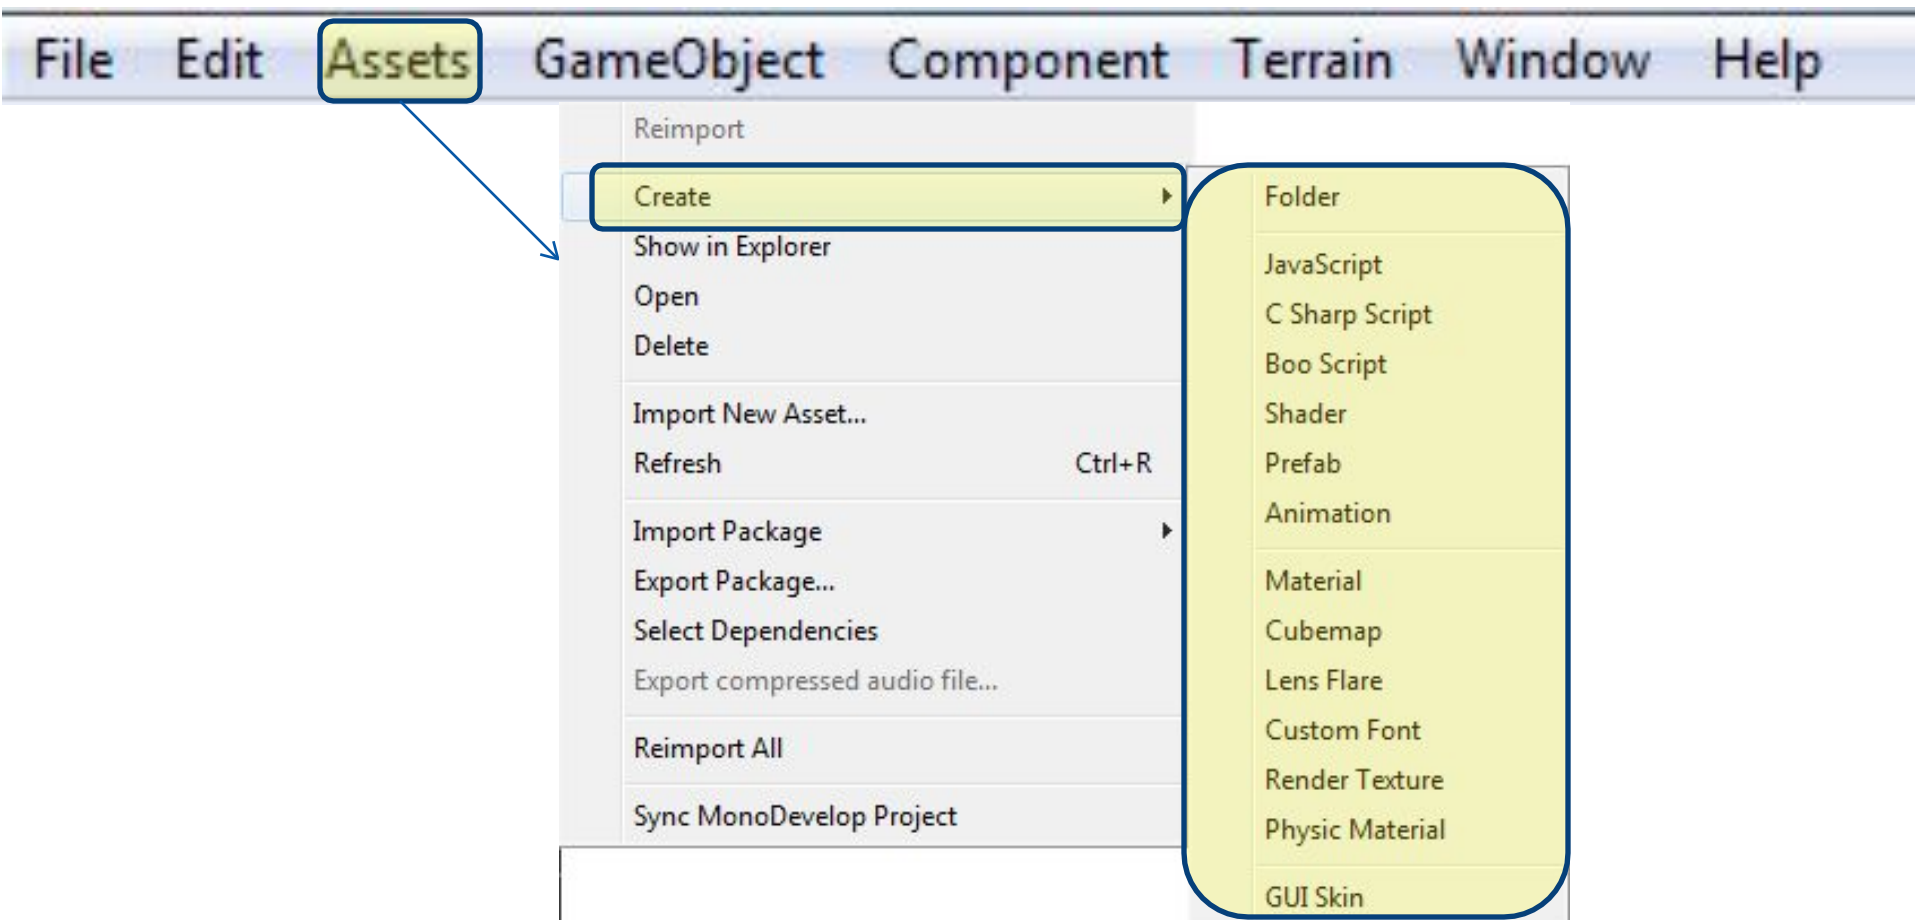 File Edit Assets GameObject Component Terrain Window Help
Reimport
Create
Show in Explorer
Open
Delete
Import New Asset...
Refresh Ctrl+R
Import Package
Export Package...
Select Dependencies
Export compressed audio file...
Reimport All
Sync MonoDevelop Project
Folder
JavaScript
C Sharp Script
Boo Script
Shader
Prefab
Animation
Material
Cubemap
Lens Flare
Custom Font
Render Texture
Physic Material
GUI Skin